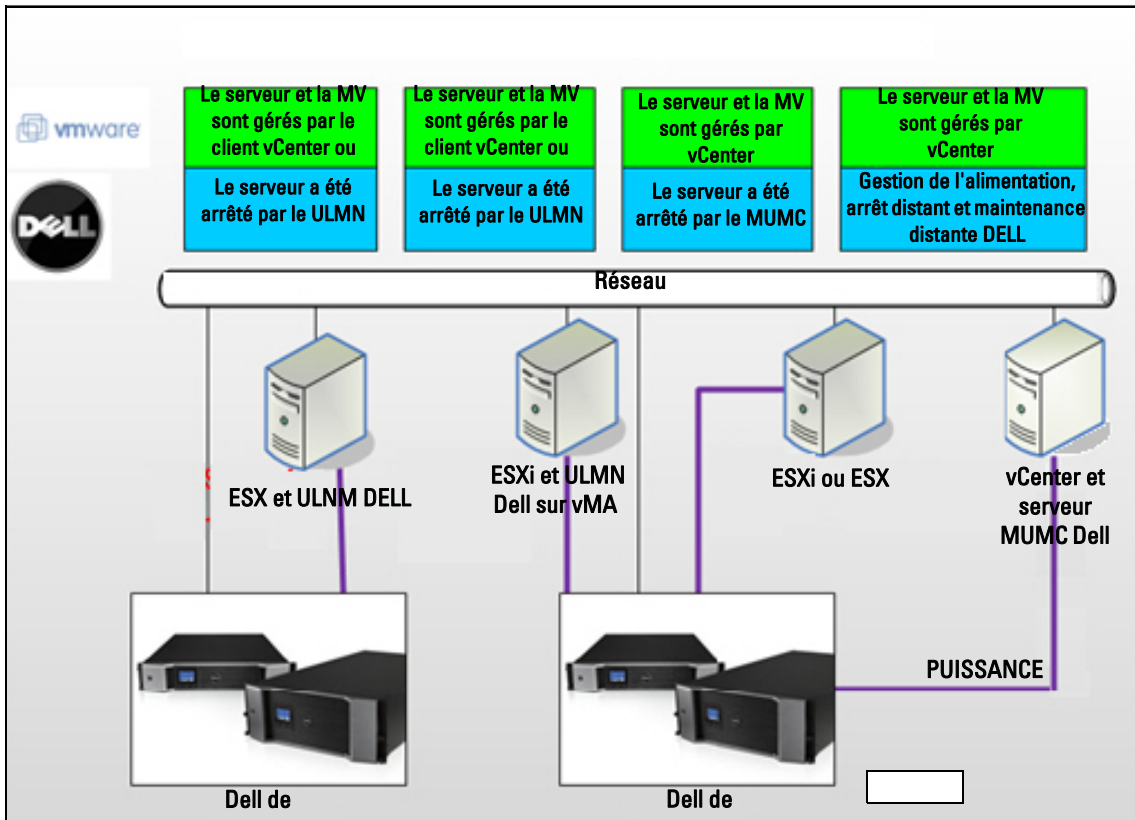 vmware
DELL
Le serveur et la MV
sont gérés par le
client vCenter ou
Le serveur a été
arrêté par le ULMN
Le serveur et la MV
sont gérés par le
client vCenter ou
Le serveur a été
arrêté par le ULMN
Le serveur et la MV
sont gérés par
vCenter
Le serveur a été
arrêté par le MUMC
Le serveur et la MV
sont gérés par
vCenter
Gestion de l'alimentation,
arrêt distant et maintenance
distante DELL
Réseau
ESX et ULNM DELL
ESXi et ULMN
Dell sur vMA
ESXi ou ESX
vCenter et
serveur
MUMC Dell
PUISSANCE
Dell de
Dell de